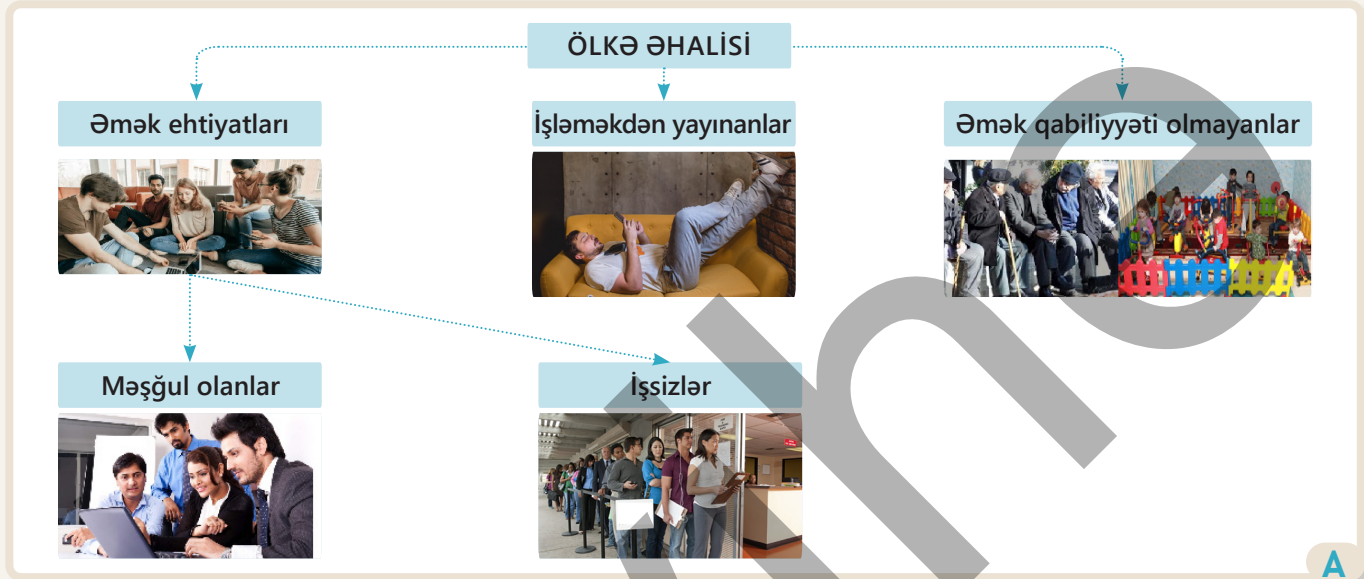 ÖLKƏ ƏHALİSİ
Əmək ehtiyatları
İşləməkdən yayınanlar
Əmək qabiliyyəti olmayanlar
Məşğul olanlar
İşsizlər
A